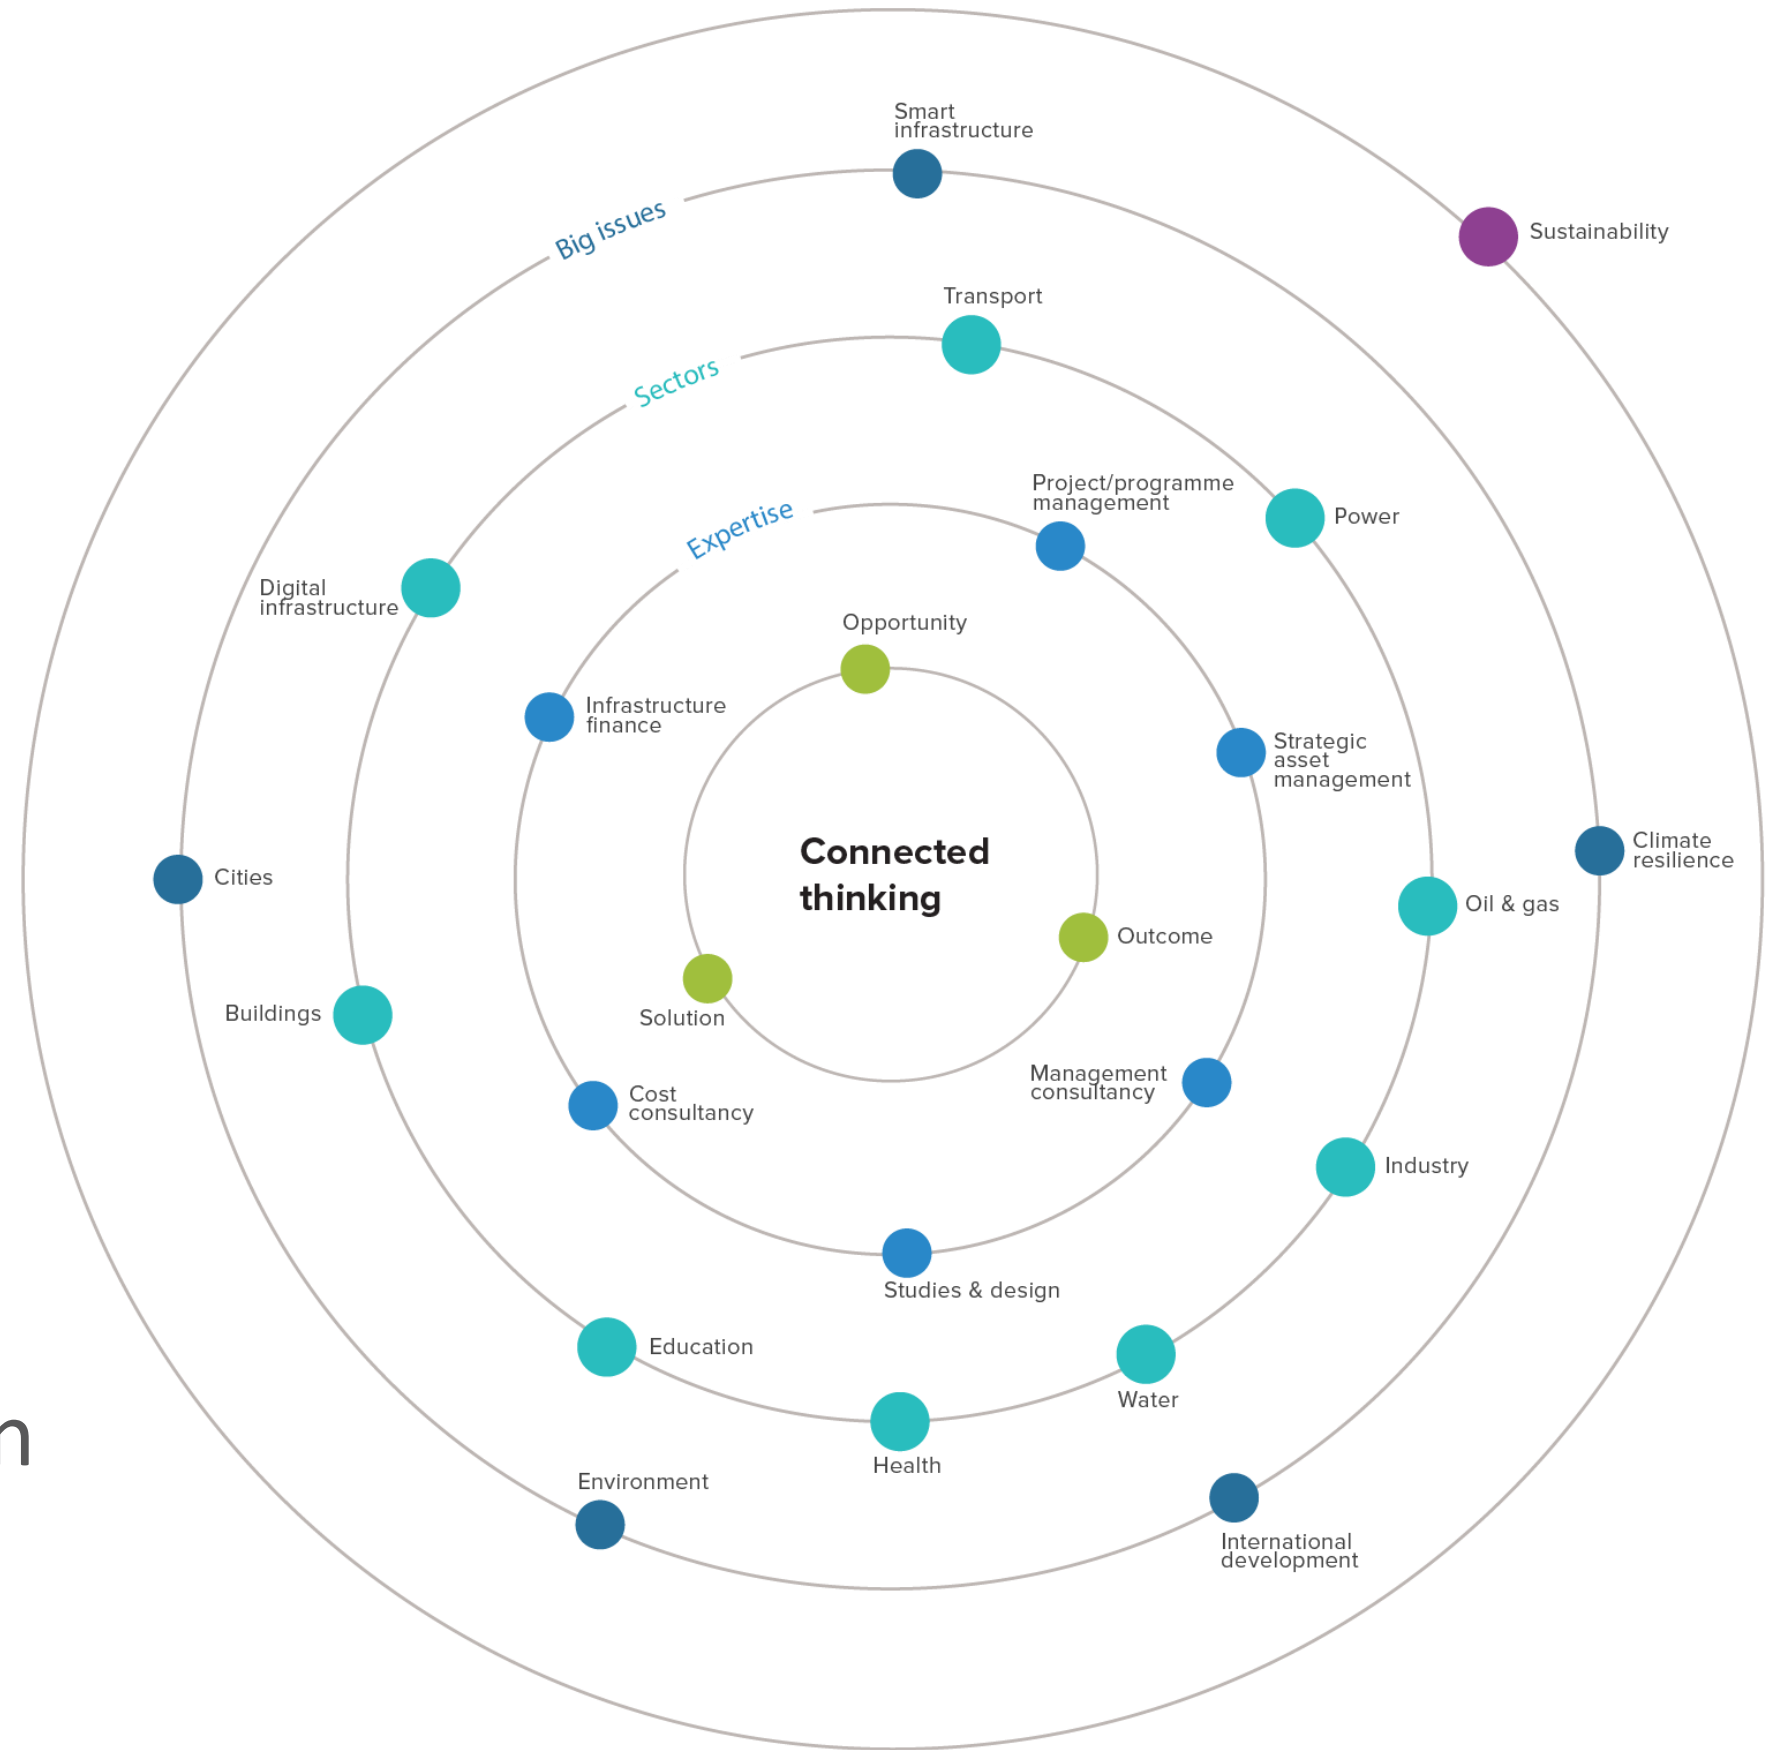 Smart
infrastructure
Big issues
Sustainability
Transport
Sectors
Project/programme
management
Expertise
Power
Digital
infrastructure
Opportunity
Infrastructure
finance
Strategic
asset
management
Connected
thinking
Climate
resilience
Cities
Oil & gas
Outcome
Buildings
Solution
Management
consultancy
Cost
consultancy
Industry
Studies & design
Education
Water
n
Health
Environment
International
development